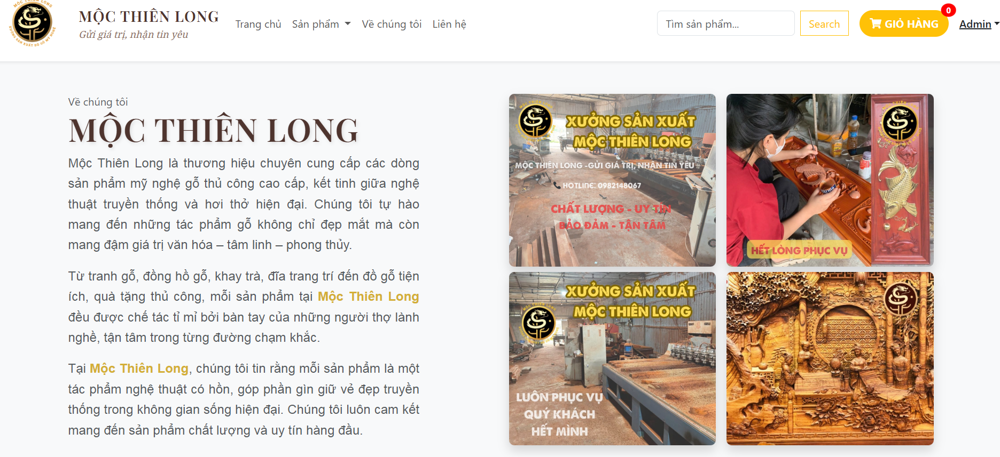 MỘC THIÊN LONG
XƯỞNG SẢN XUẤT ĐỒ GỖ MỸ NGHỆ
MỘC THIÊN LONG
Gửi giá trị, nhận tin yêu
Trang chủ
Sản phẩm
Về chúng tôi
Liên hệ
Tìm sản phẩm...
Search
GIỎ HÀNG
0
Admin
Về chúng tôi
MỘC THIÊN LONG
Mộc Thiên Long là thương hiệu chuyên cung cấp các dòng
sản phẩm mỹ nghệ gỗ thủ công cao cấp, kết tinh giữa nghệ
thuật truyền thống và hơi thở hiện đại. Chúng tôi tự hào
mang đến những tác phẩm gỗ không chỉ đẹp mắt mà còn
mang đậm giá trị văn hóa – tâm linh – phong thủy.
Từ tranh gỗ, đồng hồ gỗ, khay trà, đĩa trang trí đến đồ gỗ tiện
ích, quà tặng thủ công, mỗi sản phẩm tại Mộc Thiên Long
đều được chế tác tỉ mỉ bởi bàn tay của những người thợ lành
nghề, tận tâm trong từng đường chạm khắc.
Tại Mộc Thiên Long, chúng tôi tin rằng mỗi sản phẩm là một
tác phẩm nghệ thuật có hồn, góp phần gìn giữ vẻ đẹp truyền
thống trong không gian sống hiện đại. Chúng tôi luôn cam kết
mang đến sản phẩm chất lượng và uy tín hàng đầu.
XƯỞNG SẢN XUẤT
MỘC THIÊN LONG
MỘC THIÊN LONG -GỬI GIÁ TRỊ, NHẬN TIN YÊU
HOTLINE: 0982148067
CHẤT LƯỢNG - UY TÍN
BẢO ĐẢM - TẬN TÂM
HẾT LÒNG PHỤC VỤ
XƯỞNG SẢN XUẤT
MỘC THIÊN LONG
LUÔN PHỤC VỤ
QUÝ KHÁCH
HẾT MÌNH